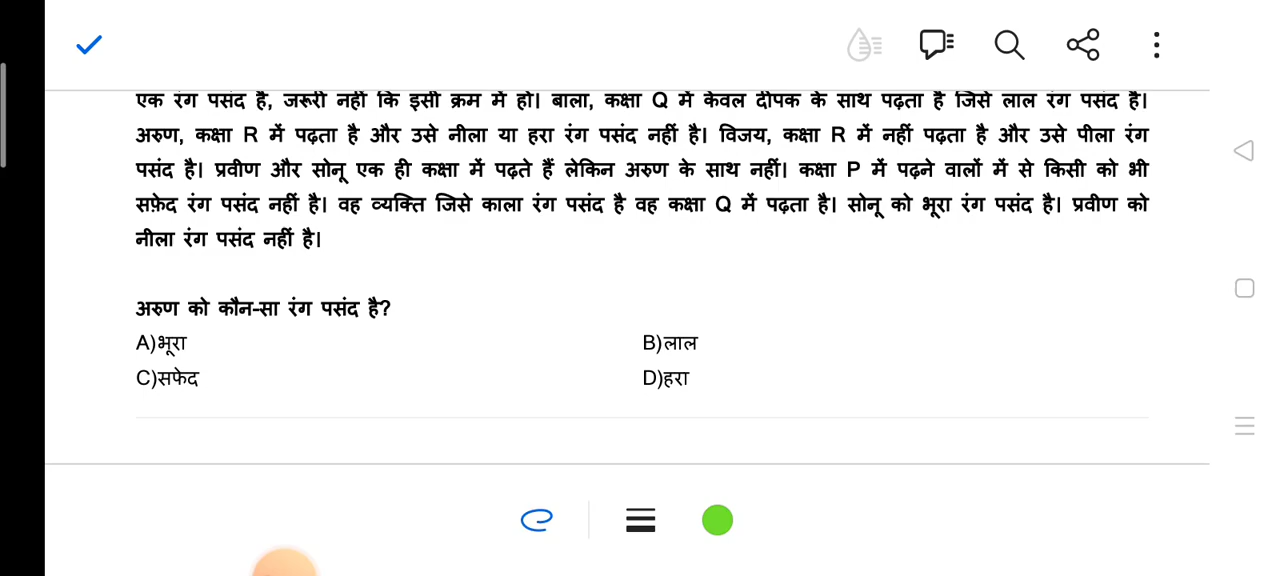 एक रंग पसंद है, जरूरी नहीं कि इसी क्रम में हो। बाला, कक्षा Q में केवल दीपक के साथ पढ़ता है जिसे लाल रंग पसंद है।
अरुण, कक्षा R में पढ़ता है और उसे नीला या हरा रंग पसंद नहीं है। विजय, कक्षा R में नहीं पढ़ता है और उसे पीला रंग
पसंद है। प्रवीण और सोनू एक ही कक्षा में पढ़ते हैं लेकिन अरुण के साथ नहीं। कक्षा P में पढ़ने वालों में से किसी को भी
सफ़ेद रंग पसंद नहीं है। वह व्यक्ति जिसे काला रंग पसंद है वह कक्षा Q में पढ़ता है। सोनू को भूरा रंग पसंद है। प्रवीण को
नीला रंग पसंद नहीं है।
अरुण को कौन-सा रंग पसंद है?
A)भूरा B)लाल
C)सफेद D)हरा